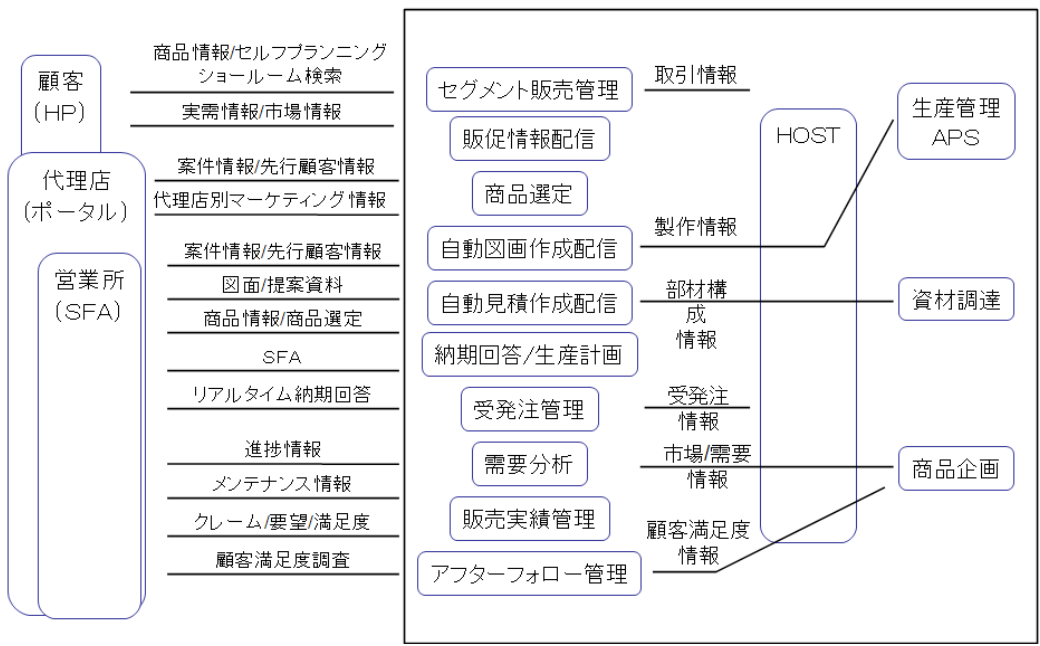 顧客
(HP)
代理店
(ポータル)
営業所
(SFA)
商品情報/セルフプランニング
ショールーム検索
実需情報/市場情報
案件情報/先行顧客情報
代理店別マーケティング情報
案件情報/先行顧客情報
図面/提案資料
商品情報/商品選定
SFA
リアルタイム納期回答
進捗情報
メンテナンス情報
クレーム/要望/満足度
顧客満足度調査
セグメント販売管理
販促情報配信
商品選定
自動図画作成配信
自動見積作成配信
納期回答/生産計画
受発注管理
需要分析
販売実績管理
アフターフォロー管理
取引情報
製作情報
部材構
成
情報
受発注
情報
市場/需要
情報
顧客満足度
情報
HOST
生産管理
APS
資材調達
商品企画